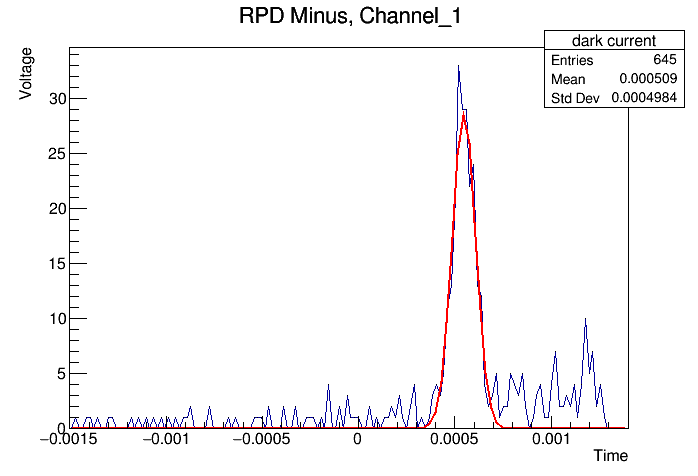 RPD Minus, Channel_1
dark current
Entries 645
Mean 0.000509
Std Dev 0.0004984
Voltage
30
25
20
15
10
5
0
−0.0015 −0.001 −0.0005 0 0.0005 0.001
Time